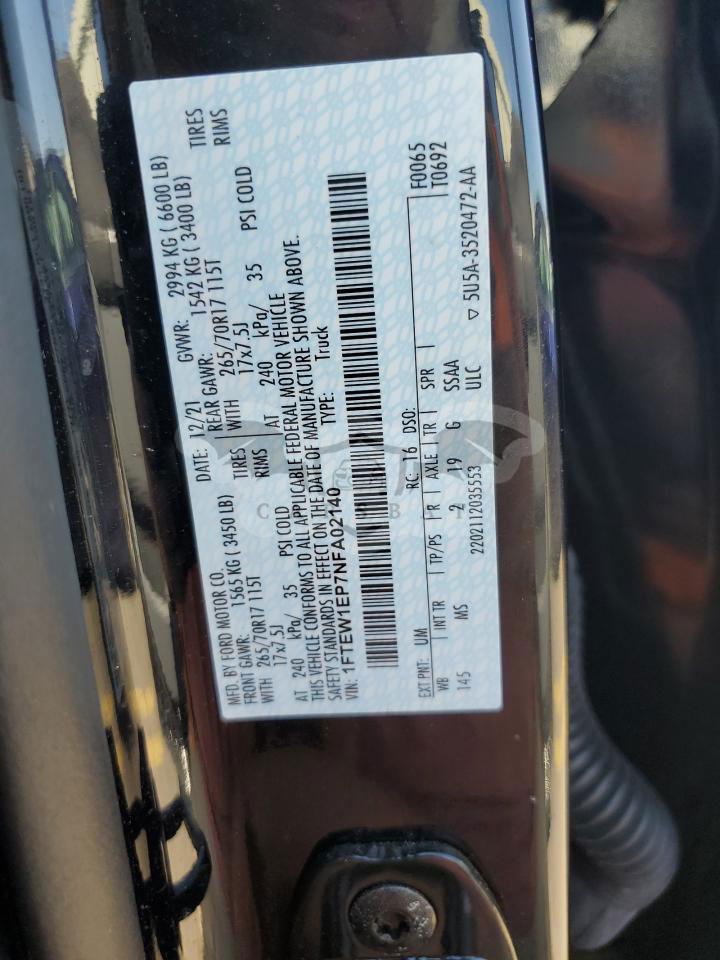 MFD. BY FORD MOTOR CO. DATE: 12/21 GVWR: 2994 KG ( 6600 LB)
FRONT GAWR: 1565 KG ( 3450 LB) REAR GAWR: 1542 KG ( 3400 LB)
WITH 265/70R17 115T TIRES WITH 265/70R17 115T TIRES
17x7.5J RIMS 17x7.5J RIMS
AT 240 kPa/ 35 PSI COLD AT 240 kPa/ 35 PSI COLD
THIS VEHICLE CONFORMS TO ALL APPLICABLE FEDERAL MOTOR VEHICLE
SAFETY STANDARDS IN EFFECT ON THE DATE OF MANUFACTURE SHOWN ABOVE.
VIN: 1FTEW1EP7NFA02140 TYPE: Truck
EXT PNT: UM RC: 16 DSO: F0065
WB INT TR TP/PS R AXLE TR SPR T0692
145 MS 2 19 G SSAA
2202112035553 ULC 5U5A-3520472-AA